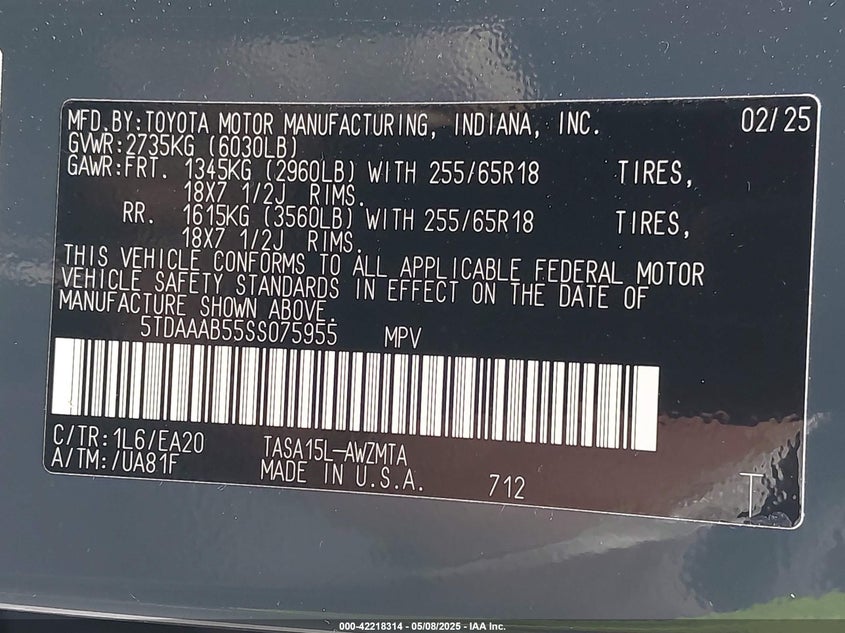 MFD.BY:TOYOTA MOTOR MANUFACTURING, INDIANA, INC. 02/25
GVWR:2735KG (6030LB)
GAWR:FRT. 1345KG (2960LB) WITH 255/65R18 TIRES,
18X7 1/2J RIMS.
RR. 1615KG (3560LB) WITH 255/65R18 TIRES,
18X7 1/2J RIMS.
THIS VEHICLE CONFORMS TO ALL APPLICABLE FEDERAL MOTOR
VEHICLE SAFETY STANDARDS IN EFFECT ON THE DATE OF
MANUFACTURE SHOWN ABOVE.
5TDAAAB55SS075955 MPV
C/TR:1L6/EA20 TASA15L-AWZMTA
A/TM:/UA81F MADE IN U.S.A. 712
T
000-42218314 - 05/08/2025 - IAA Inc.